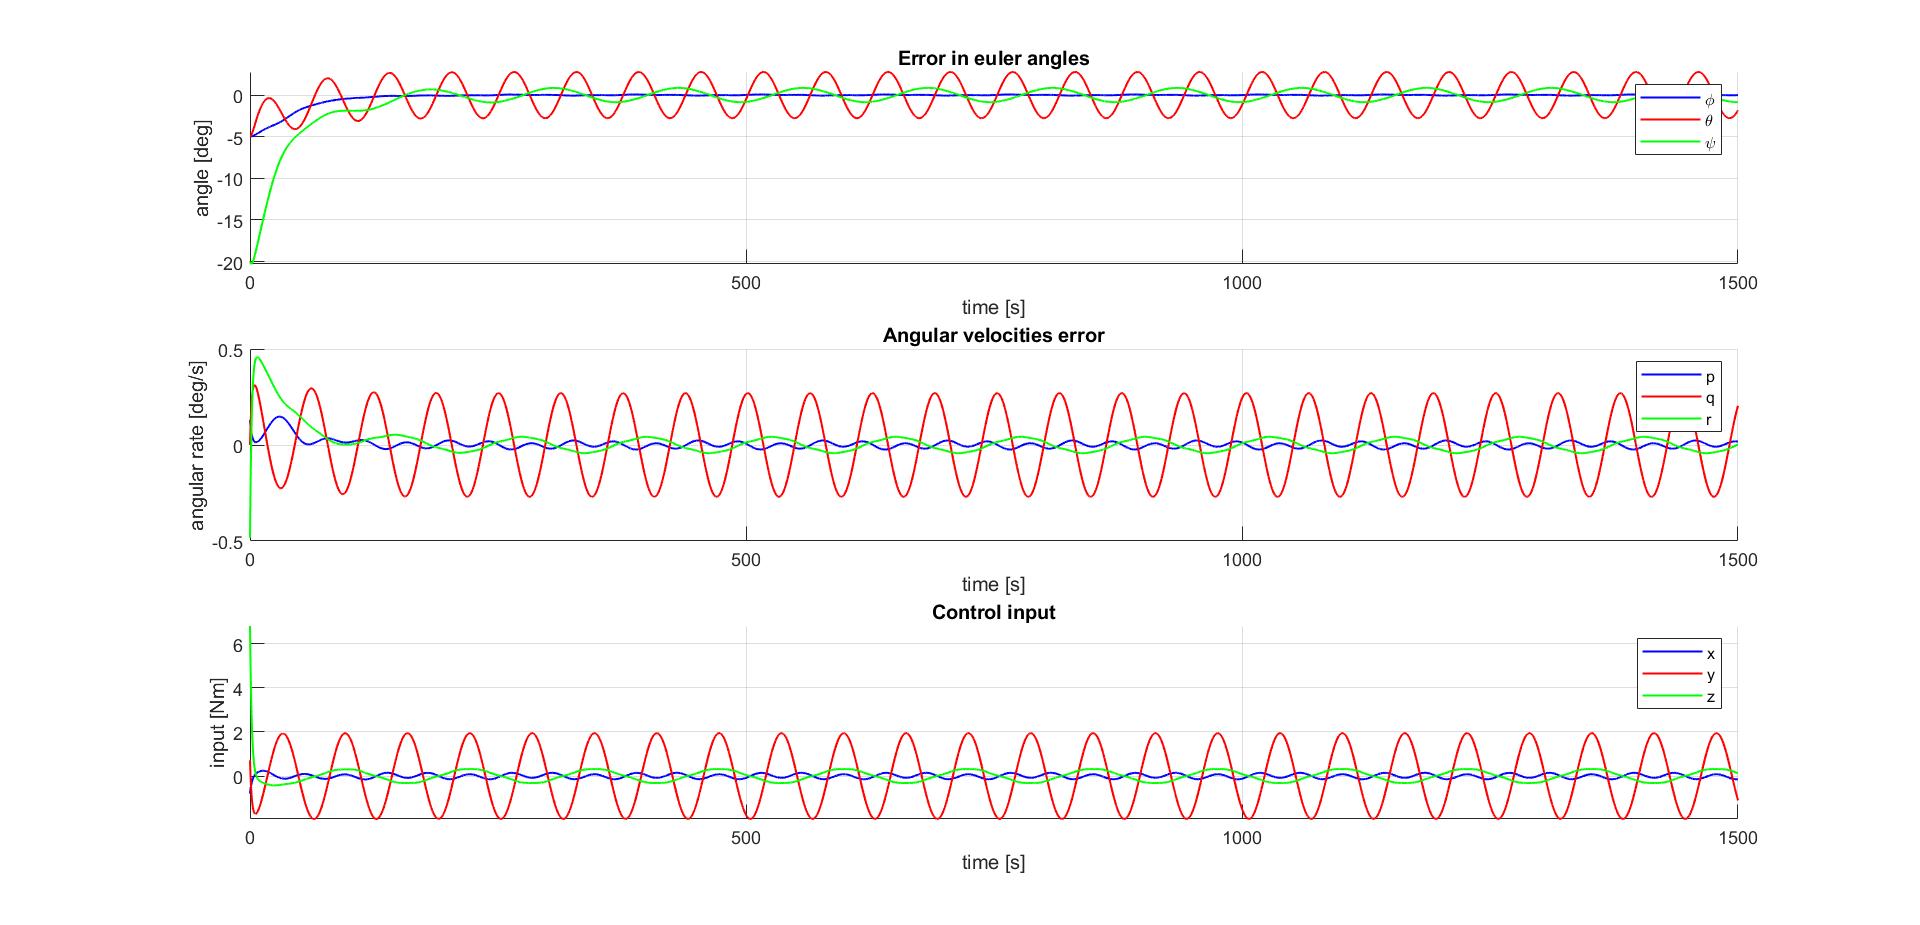 Error in euler angles
0
-5
-10
-15
-20
angle [deg]
ϕ
θ
ψ
0
500
1000
1500
time [s]
Angular velocities error
0.5
0
-0.5
angular rate [deg/s]
p
q
r
0
500
1000
1500
time [s]
Control input
6
4
2
0
input [Nm]
x
y
z
0
500
1000
1500
time [s]